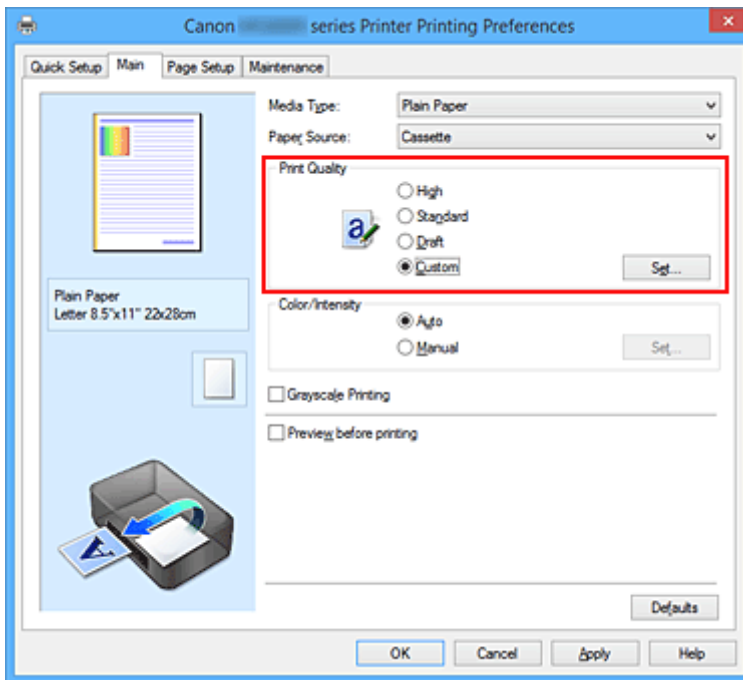 Canon series Printer Printing Preferences
Quick Setup Main Page Setup Maintenance
Media Type: Plain Paper
Paper Source: Cassette
Print Quality
High
Standard
Draft
Custom Set...
Plain Paper
Letter 8.5"x11" 22x28cm
Color/Intensity
Auto
Manual Set...
Grayscale Printing
Preview before printing
A
Defaults
OK Cancel Apply Help